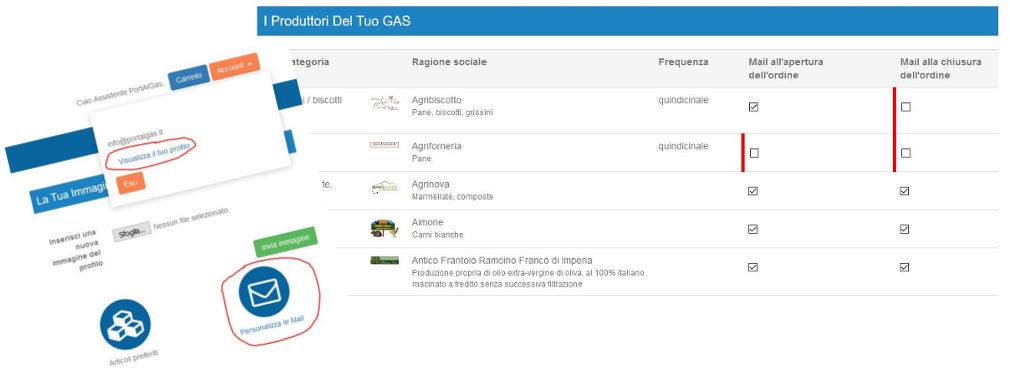 I Produttori Del Tuo GAS
ategoria
Ragione sociale
Frequenza
Mail all'apertura
dell'ordine
Mail alla chiusura
dell'ordine
i / biscotti
Agribiscotto
Pane, biscotti, grissini
quindicinale
Agriforneria
Pane
quindicinale
Agrinova
Marmellate, composte
Aimone
Carni bianche
Antico Frantoio Ramoino Franco di Imperia
Produzione propria di olio extra-vergine di oliva, al 100% italiano
macinato a freddo senza successiva filtrazione
Ciao Assistente PortAlGas,
Carrello
Account
info@portalgas.it
Visualizza il tuo profilo
Esci
La Tua Immagi
te,
Inserisci una
nuova
immagine del
profilo
Sfoglia...
Nessun file selezionato.
Invia immagine
Articoli preferiti
Personalizza le Mail